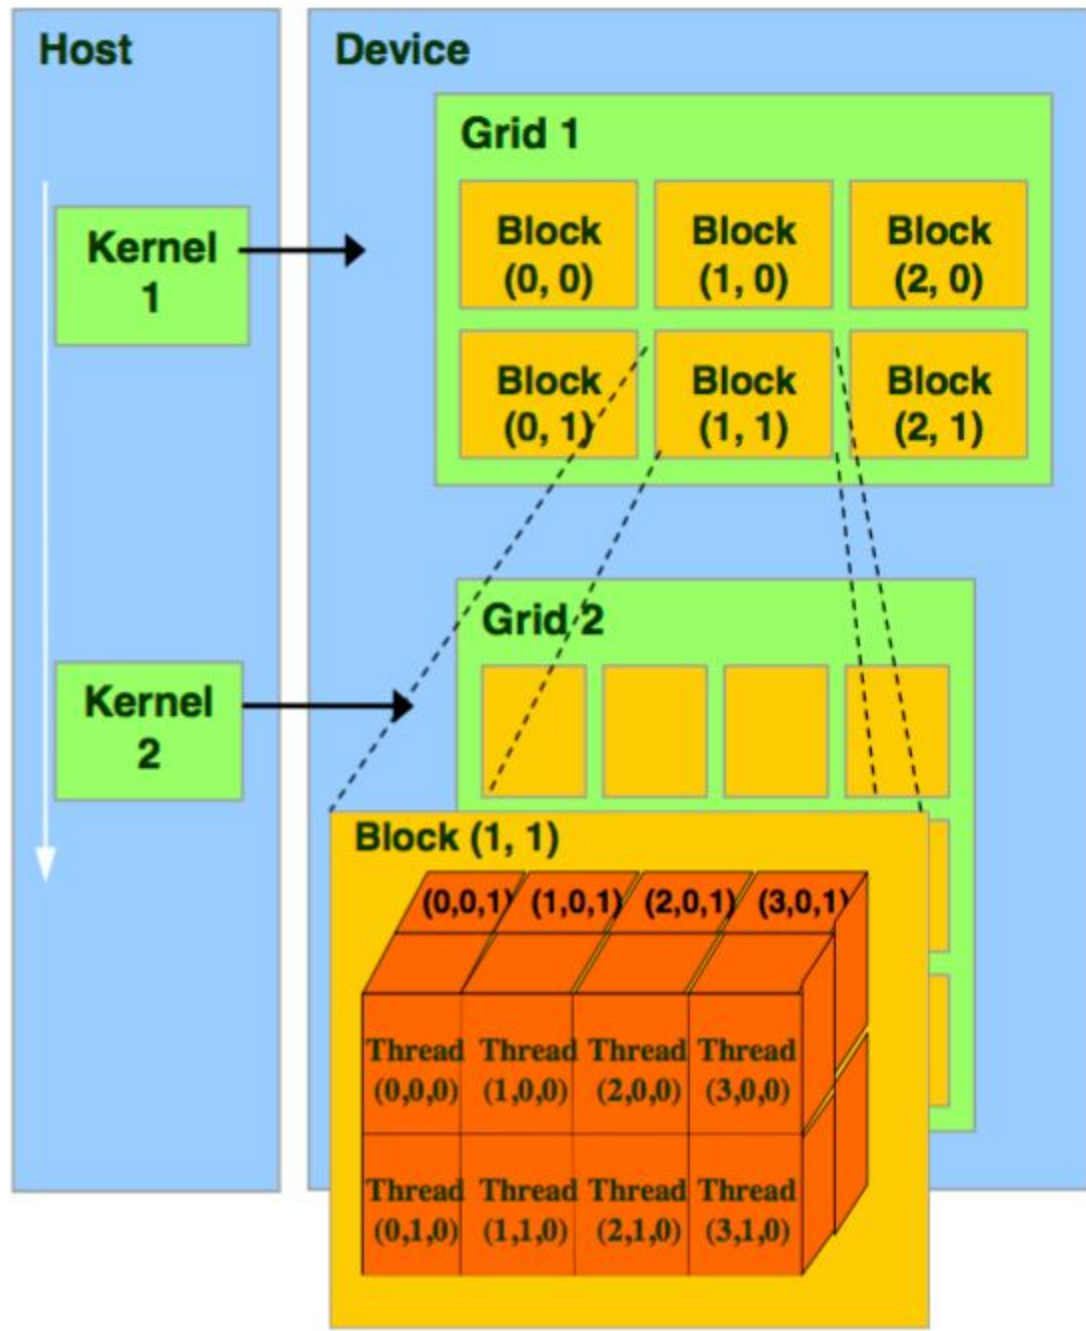 Host
Device
Grid 1
Kernel
1
Block
(0, 0)
Block
(1, 0)
Block
(2, 0)
Block
(0, 1)
Block
(1, 1)
Block
(2, 1)
Grid 2
Kernel
2
Block (1, 1)
(0,0,1) (1,0,1) (2,0,1) (3,0,1)
Thread
(0,0,0)
Thread
(1,0,0)
Thread
(2,0,0)
Thread
(3,0,0)
Thread
(0,1,0)
Thread
(1,1,0)
Thread
(2,1,0)
Thread
(3,1,0)